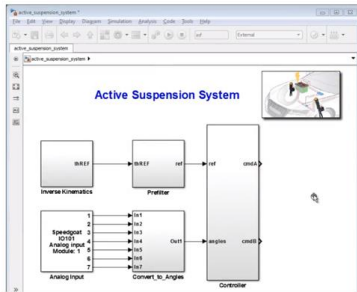 active_suspension_system *
File Edit View Display Diagram Simulation Analysis Code Tools Help
inf
External
active_suspension_system
active_suspension_system
Active Suspension System
thREF
thREF
ref
ref
cmdA
Inverse Kinematics
Prefilter
Speedgoat
IO101
Analog input
Module: 1
1
2
3
4
5
6
7
In1
In2
In3
In4
In5
In6
In7
Out1
angles
cmdB
Analog Input
Convert_to_Angles
Controller